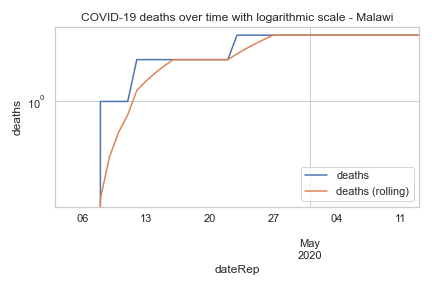 COVID-19 deaths over time with logarithmic scale - Malawi
deaths
10⁰
deaths
deaths (rolling)
06 13 20 27 04 11
May
2020
dateRep